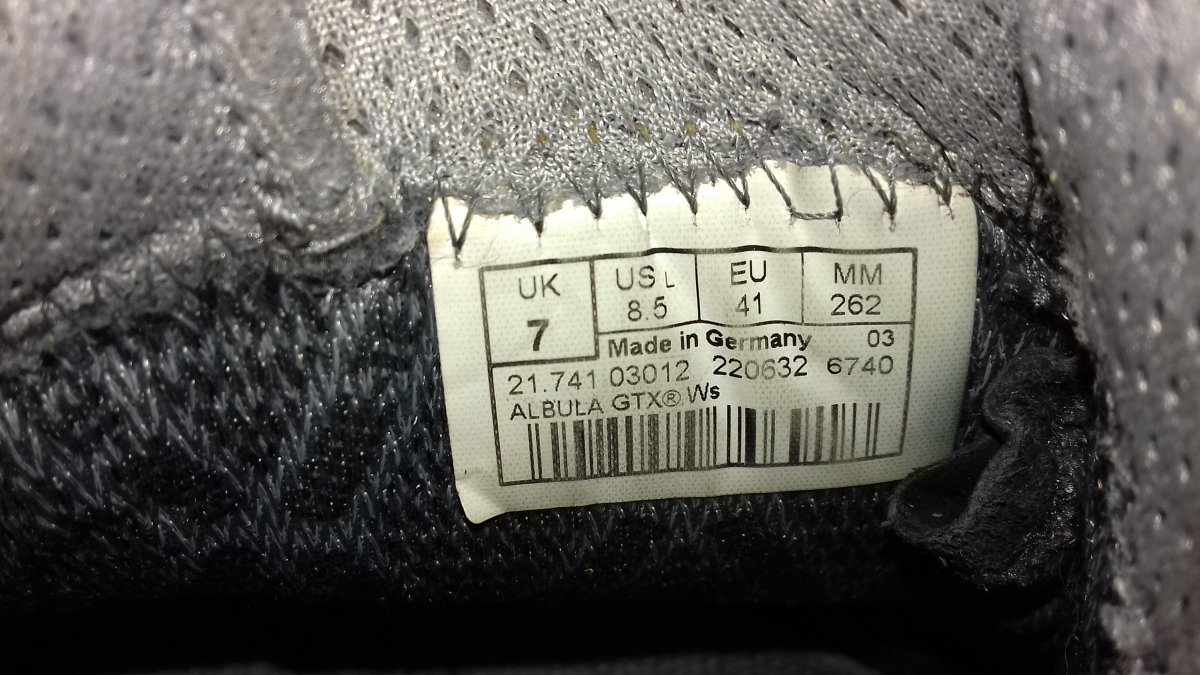 UK US L EU MM
7 8.5 41 262
Made in Germany 03
21.741 03012 220632 6740
ALBULA GTX® Ws